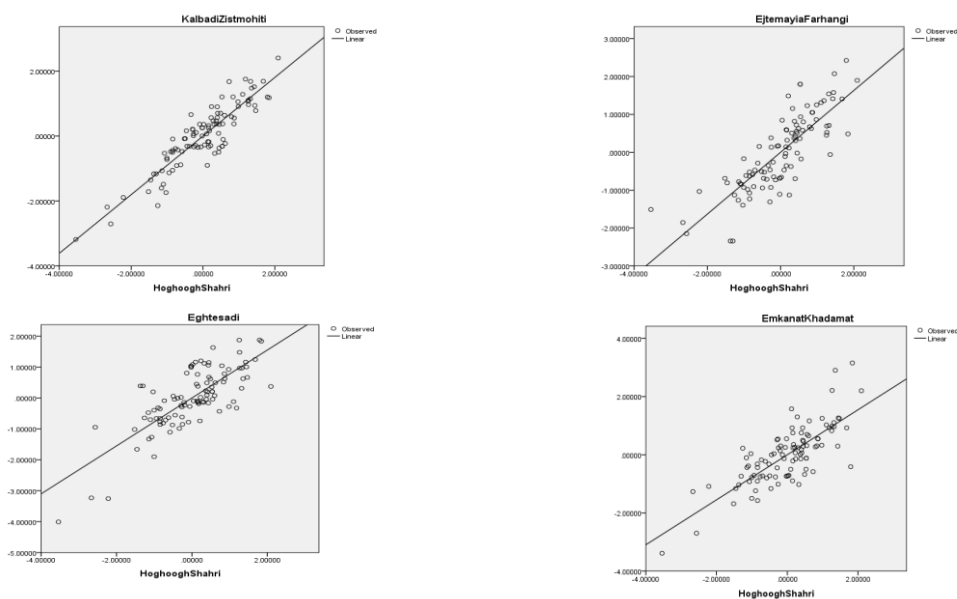 KalbadiZistmohiti
Observed
Linear
2.00000
.00000
-2.00000
-4.00000
-4.00000 -2.00000 .00000 2.00000
HoghooghShahri
EjtemayiaFarhangi
Observed
Linear
3.00000
2.00000
1.00000
.00000
-1.00000
-2.00000
-3.00000
-4.00000 -2.00000 .00000 2.00000
HoghooghShahri
Eghtesadi
Observed
Linear
2.00000
1.00000
.00000
-1.00000
-2.00000
-3.00000
-4.00000
-5.00000
-4.00000 -2.00000 .00000 2.00000
HoghooghShahri
EmkanatKhadamat
Observed
Linear
4.00000
2.00000
.00000
-2.00000
-4.00000
-4.00000 -2.00000 .00000 2.00000
HoghooghShahri